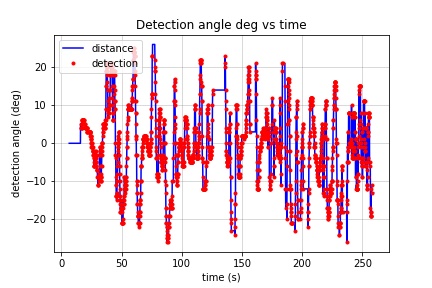 Detection angle deg vs time
distance
detection
detection angle (deg)
20
10
0
−10
−20
0 50 100 150 200 250
time (s)